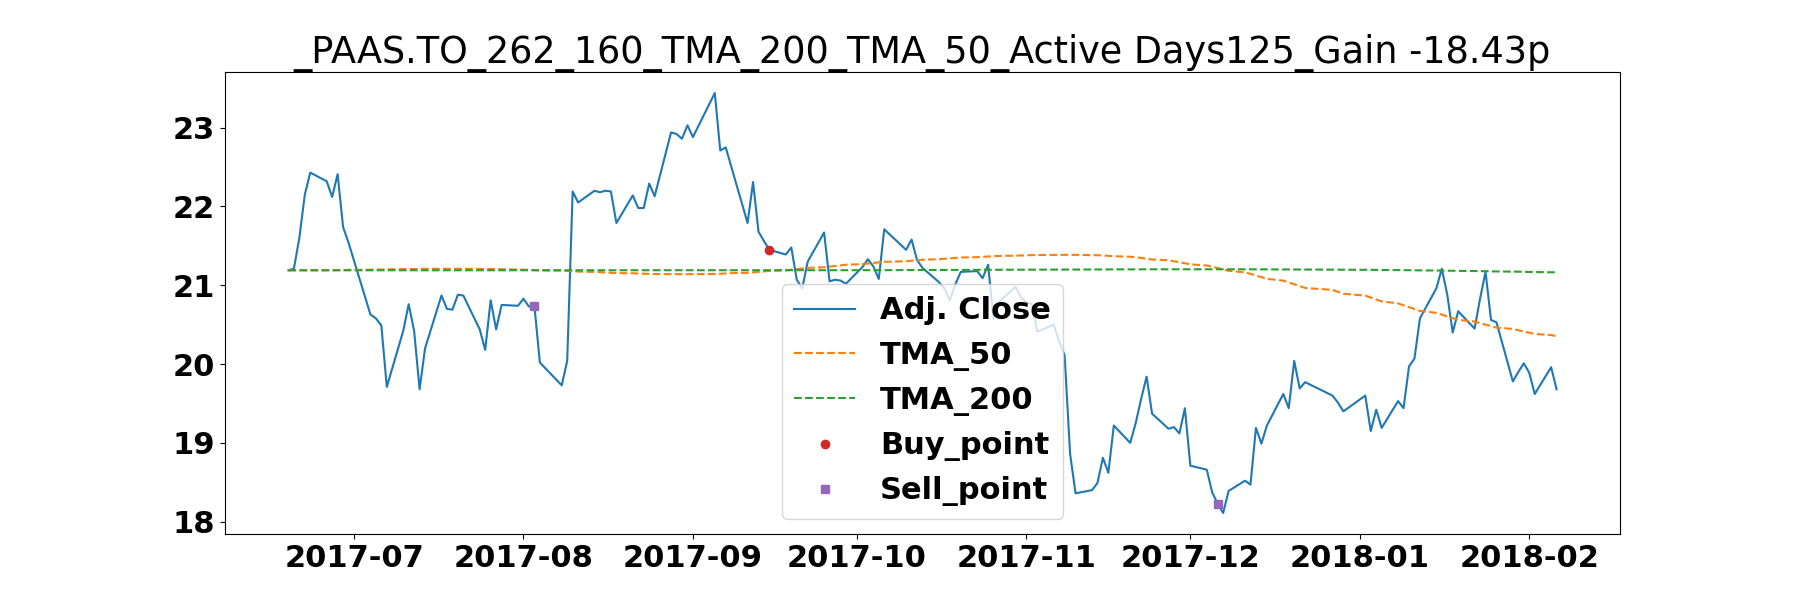 _PAAS.TO_262_160_TMA_200_TMA_50_Active Days125_Gain -18.43p
23
22
21
20
19
18
Adj. Close
TMA_50
TMA_200
Buy_point
Sell_point
2017-07 2017-08 2017-09 2017-10 2017-11 2017-12 2018-01 2018-02